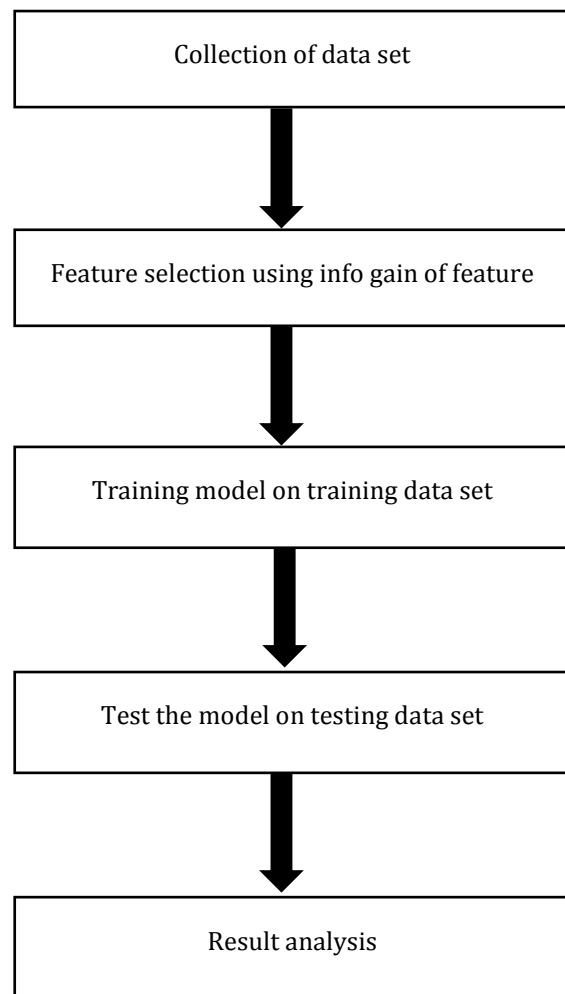 Collection of data set
Feature selection using info gain of feature
Training model on training data set
Test the model on testing data set
Result analysis